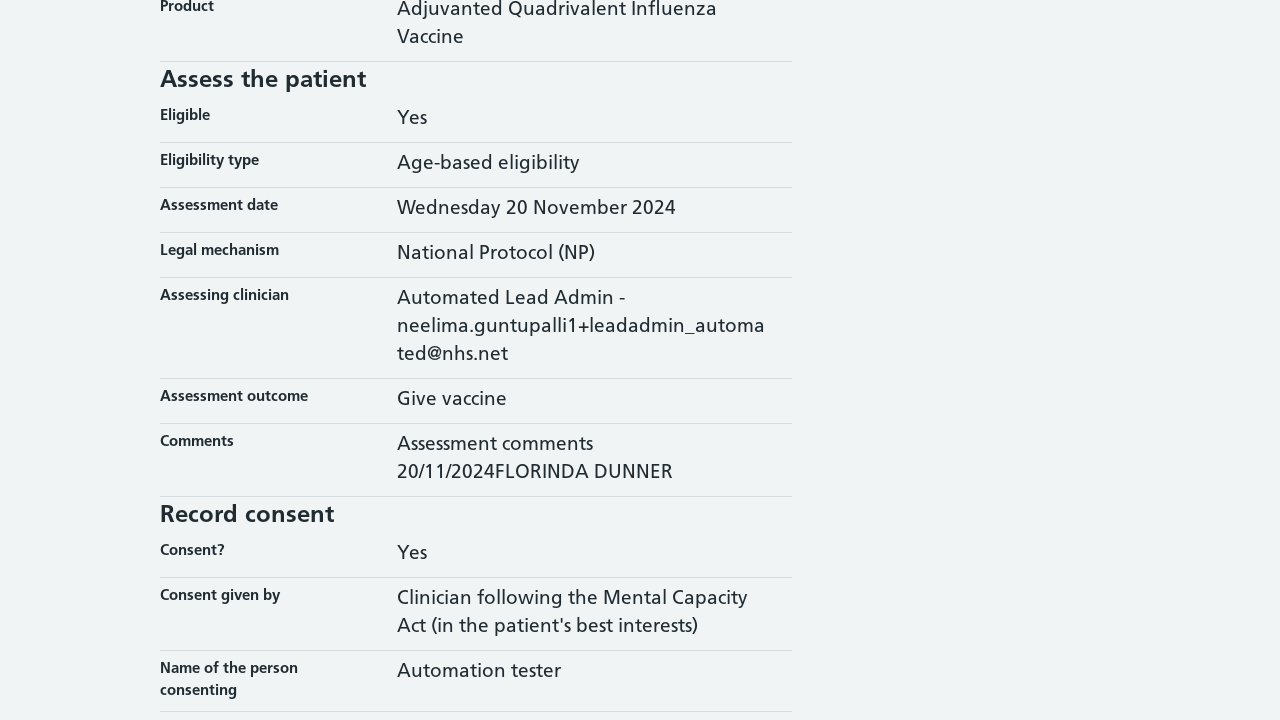 Product
Adjuvanted Quadrivalent Influenza
Vaccine
Assess the patient
Eligible
Yes
Eligibility type
Age-based eligibility
Assessment date
Wednesday 20 November 2024
Legal mechanism
National Protocol (NP)
Assessing clinician
Automated Lead Admin -
neelima.guntupalli1+leadadmin_automa
ted@nhs.net
Assessment outcome
Give vaccine
Comments
Assessment comments
20/11/2024FLORINDA DUNNER
Record consent
Consent?
Yes
Consent given by
Clinician following the Mental Capacity
Act (in the patient's best interests)
Name of the person
consenting
Automation tester